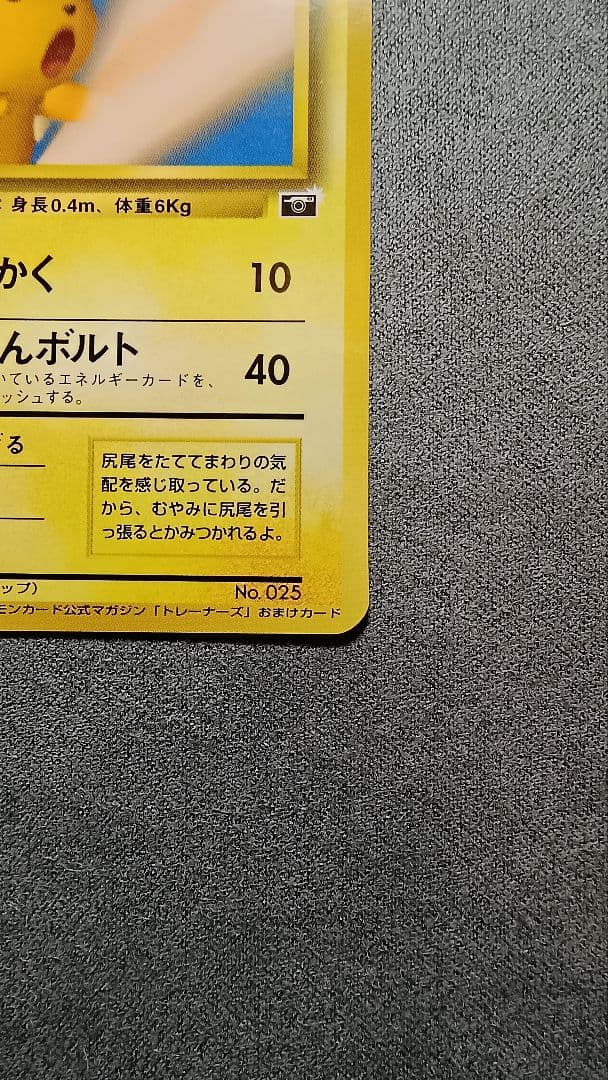 身長0.4m、体重6Kg
かく 10
んボルト 40
いているエネルギーカードを、
ッシュする。
げる
尻尾をたててまわりの気
配を感じ取っている。だ
から、むやみに尻尾を引
っ張るとかみつかれるよ。
ップ) No. 025
モンカード公式マガジン「トレーナーズ」おまけカード